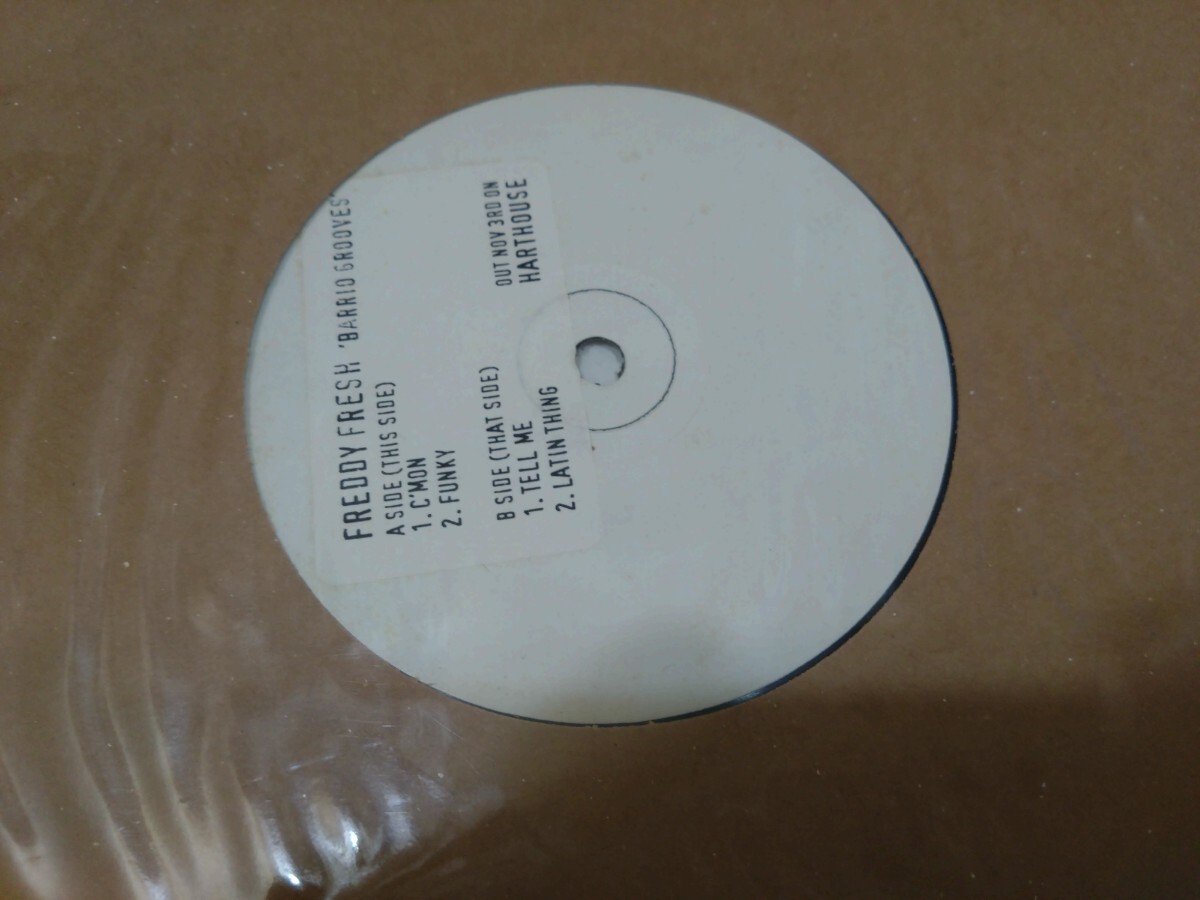 FREDDY FRESH 'BARRIO GROOVES'
A SIDE (THIS SIDE)
1. C'MON
2. FUNKY
B SIDE (THAT SIDE)
1. TELL ME
2. LATIN THING
OUT NOV 3RD ON
HARTHOUSE